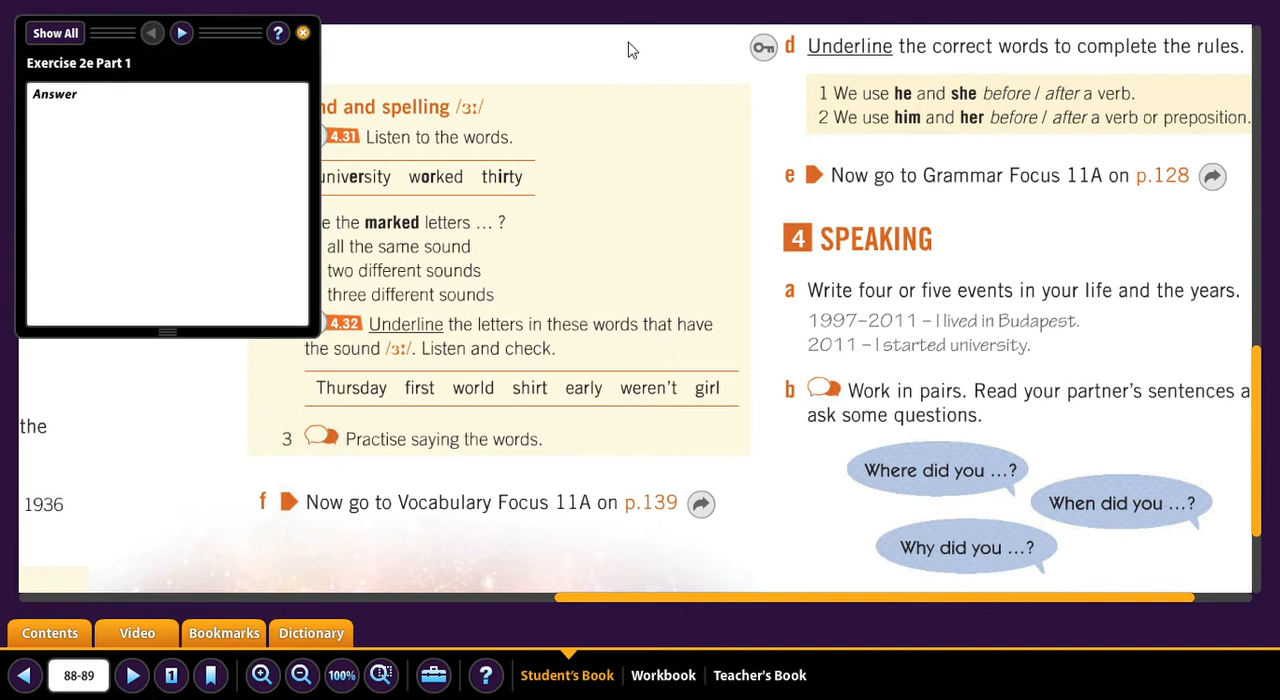 Show All
?
Exercise 2e Part 1
Answer
nd and spelling /ɜː/
4.31 Listen to the words.
university worked thirty
e the marked letters … ?
all the same sound
two different sounds
three different sounds
4.32 Underline the letters in these words that have
the sound /ɜː/. Listen and check.
Thursday first world shirt early weren't girl
3 Practise saying the words.
f Now go to Vocabulary Focus 11A on p.139
the
1936
d Underline the correct words to complete the rules.
1 We use he and she before / after a verb.
2 We use him and her before / after a verb or preposition.
e Now go to Grammar Focus 11A on p.128
4 SPEAKING
a Write four or five events in your life and the years.
1997–2011 – I lived in Budapest.
2011 – I started university.
b Work in pairs. Read your partner's sentences a
ask some questions.
Where did you …?
When did you …?
Why did you …?
Contents Video Bookmarks Dictionary
88-89 1 100% ? Student's Book Workbook Teacher's Book